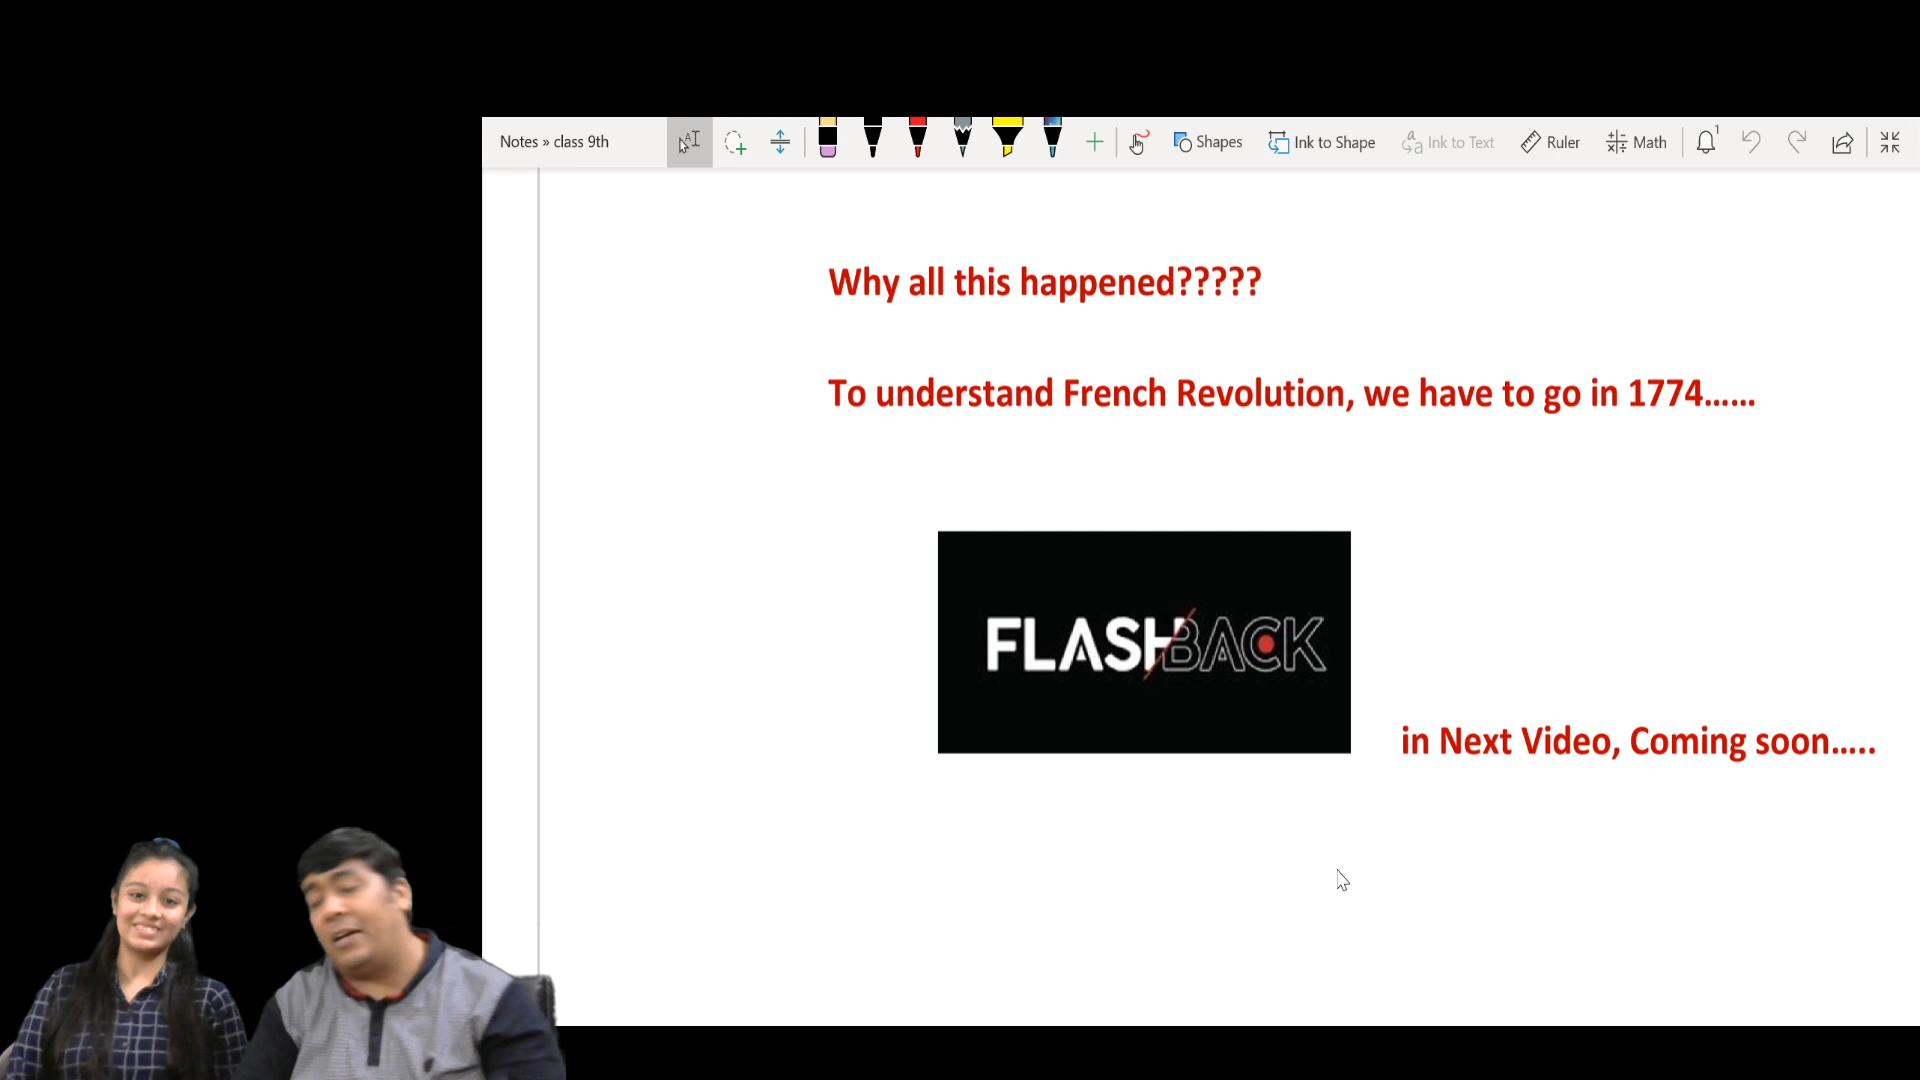 Notes » class 9th
Shapes
Ink to Shape
Ink to Text
Ruler
Math
1
Why all this happened?????
To understand French Revolution, we have to go in 1774......
FLASHBACK
in Next Video, Coming soon.....